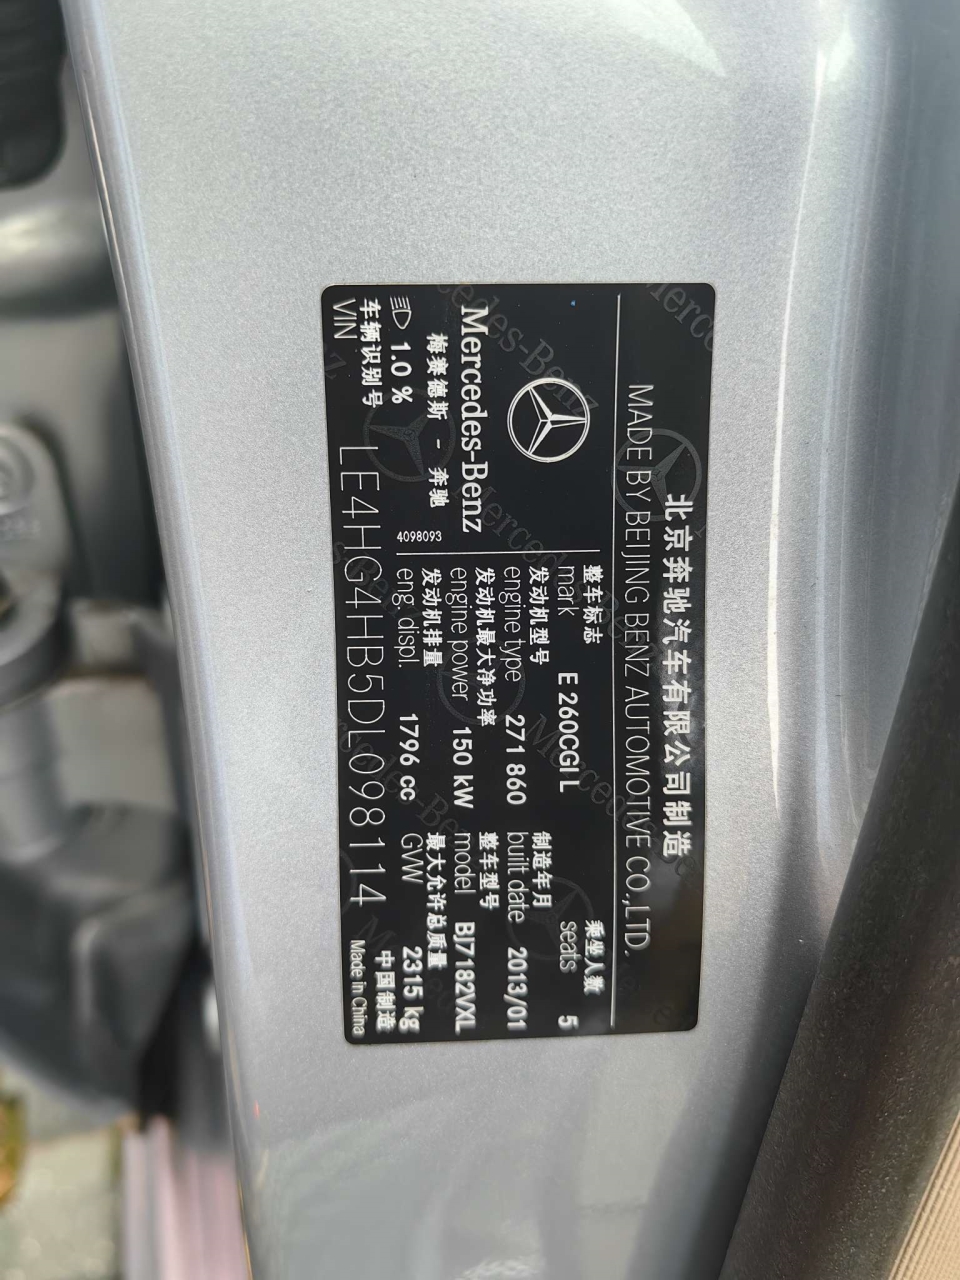 北京奔驰汽车有限公司制造
MADE BY BEIJING BENZ AUTOMOTIVE CO.,LTD.
Mercedes-Benz
梅赛德斯 - 奔驰
1.0 %
4098093
整车标志
mark E 260CGI L
乘坐人数
seats 5
发动机型号
engine type 271 860
制造年月
built date 2013/01
发动机最大净功率
engine power 150 kW
整车型号
model BJ7182VXL
发动机排量
eng. displ. 1796 cc
最大允许总质量
GVW 2315 kg
车辆识别号
VIN LE4HG4HB5DL098114
中国制造
Made in China